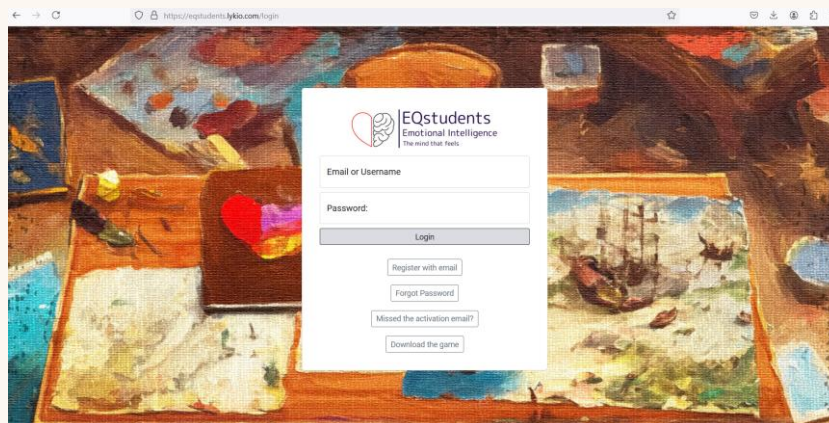 https://eqstudents.lykio.com/login
EQstudents
Emotional Intelligence
The mind that feels
Email or Username
Password:
Login
Register with email
Forgot Password
Missed the activation email?
Download the game